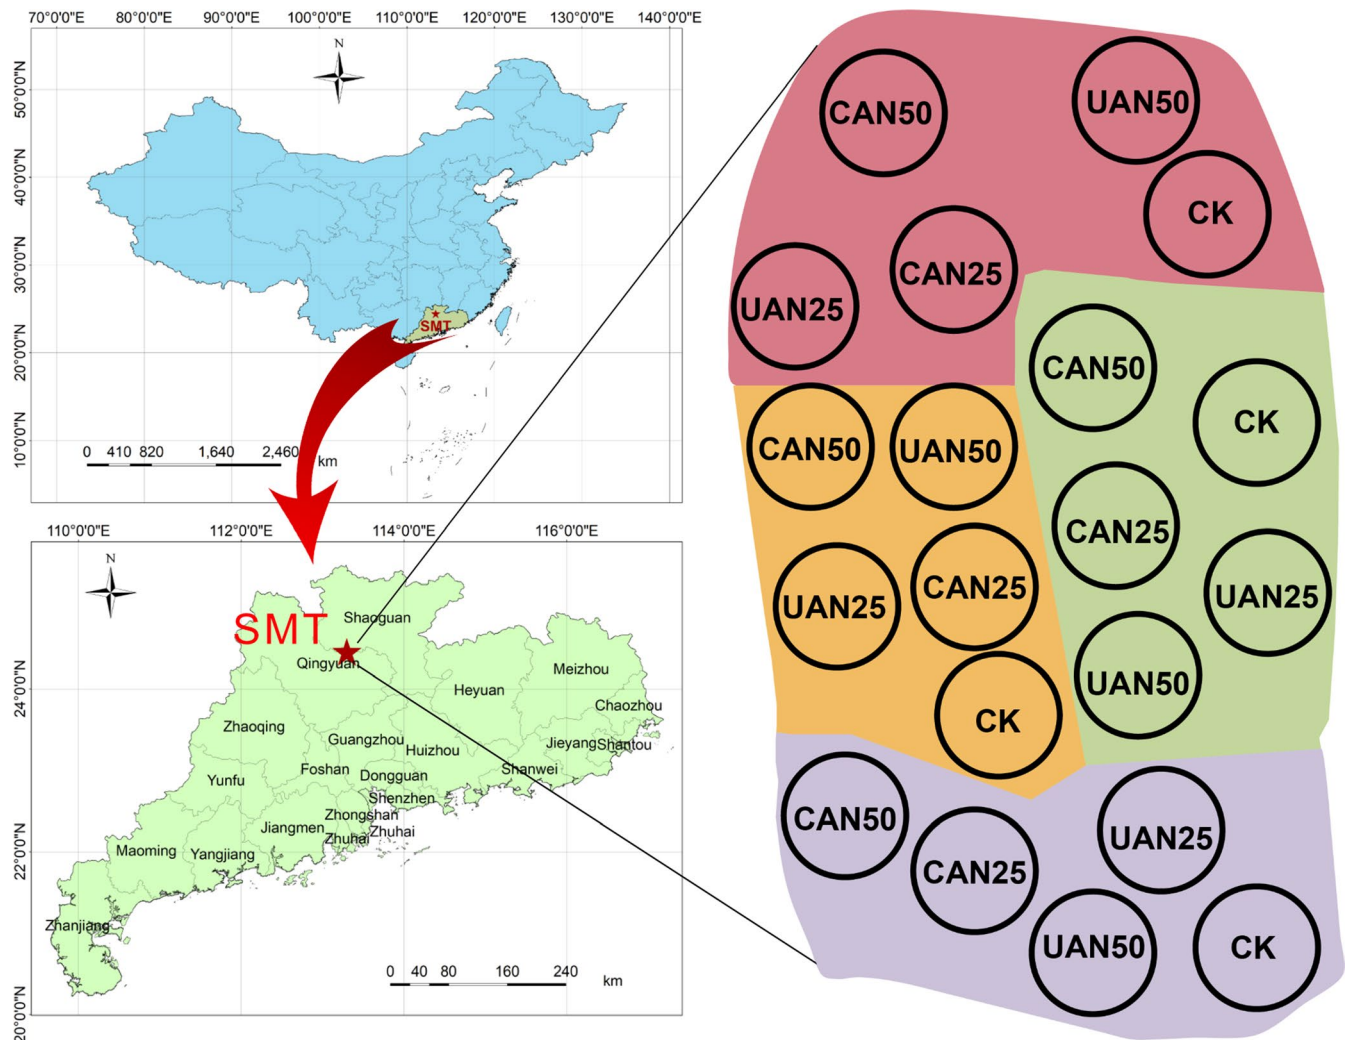 70°0'0"E 80°0'0"E 90°0'0"E 100°0'0"E 110°0'0"E 120°0'0"E 130°0'0"E 140°0'0"E
N
50°0'0"N
40°0'0"N
30°0'0"N
20°0'0"N
10°0'0"N
SMT
0 410 820 1,640 2,460 km
110°0'0"E 112°0'0"E 114°0'0"E 116°0'0"E
N
24°0'0"N
22°0'0"N
20°0'0"N
SMT
Shaoguan
Qingyuan
Meizhou
Heyuan
Chaozhou
Zhaoqing
Guangzhou
Huizhou
Jieyang
Shantou
Foshan
Dongguan
Shanwei
Yunfu
Shenzhen
Zhongshan
Jiangmen
Zhuhai
Zhuhai
Maoming
Yangjiang
Zhanjiang
0 40 80 160 240 km
CAN50
UAN50
CK
CAN25
UAN25
CAN50
CK
CAN25
UAN25
UAN50
CAN50
UAN50
UAN25
CAN25
CK
CAN50
CAN25
UAN25
UAN50
CK